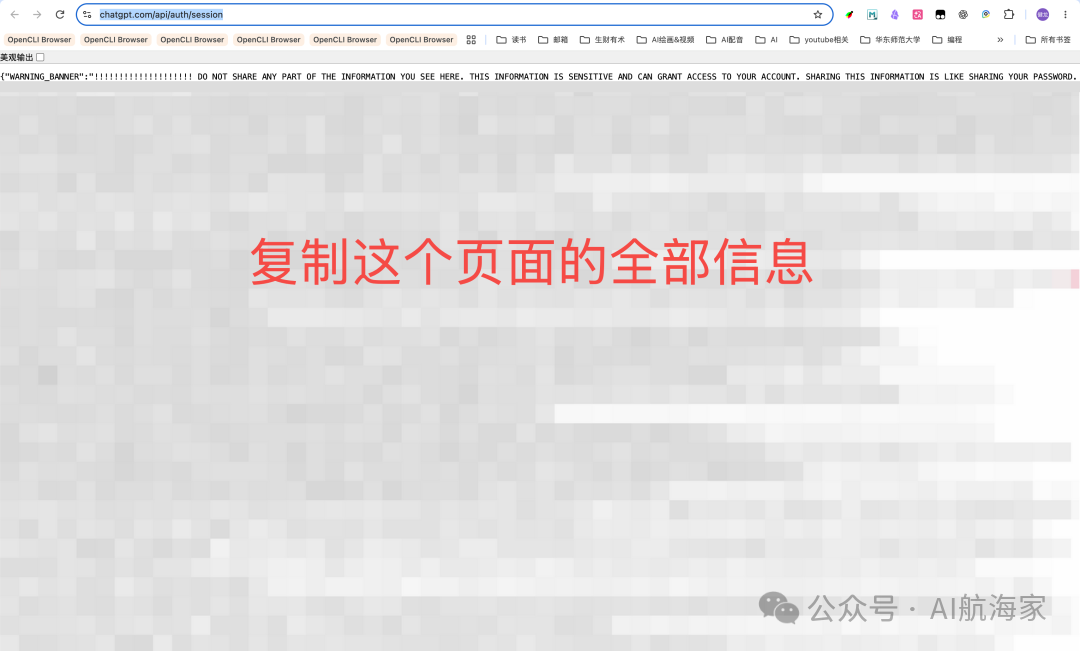 chatgpt.com/api/auth/session
OpenCLI Browser OpenCLI Browser OpenCLI Browser OpenCLI Browser OpenCLI Browser OpenCLI Browser 读书 邮箱 生财有术 AI绘画&视频 AI配音 AI youtube相关 华东师范大学 编程 » 所有书签
美观输出
{"WARNING_BANNER":"!!!!!!!!!!!!!!!!!!!! DO NOT SHARE ANY PART OF THE INFORMATION YOU SEE HERE. THIS INFORMATION IS SENSITIVE AND CAN GRANT ACCESS TO YOUR ACCOUNT. SHARING THIS INFORMATION IS LIKE SHARING YOUR PASSWORD.
复制这个页面的全部信息
公众号 · AI航海家